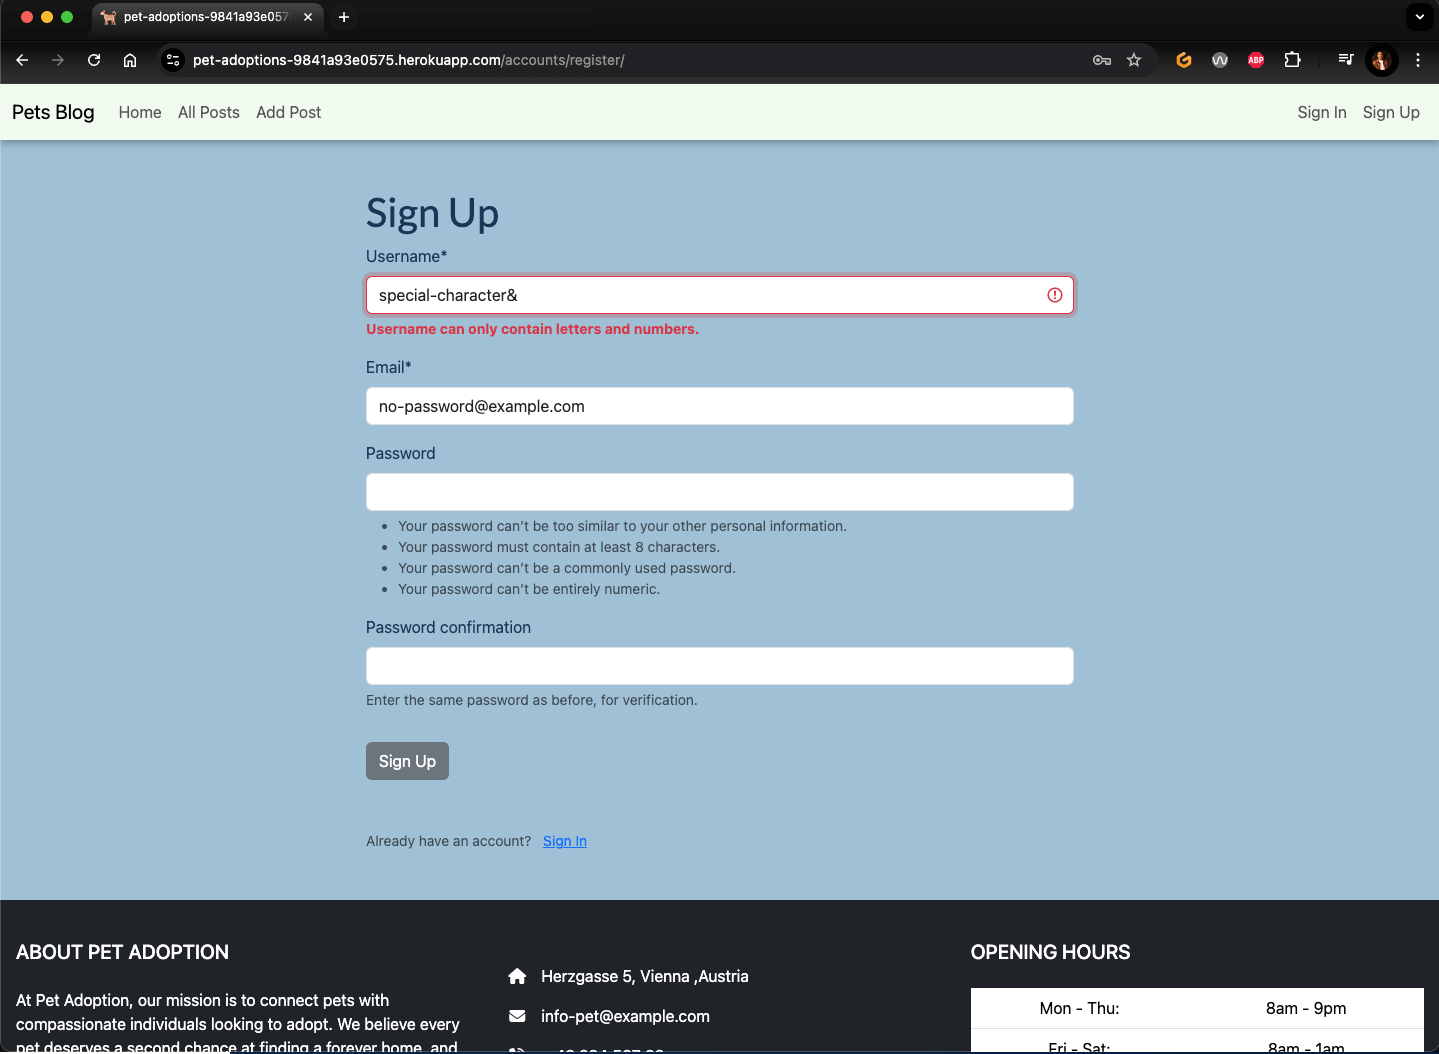 pet-adoptions-9841a93e057
pet-adoptions-9841a93e0575.herokuapp.com/accounts/register/
ABP
Pets Blog
Home
All Posts
Add Post
Sign In
Sign Up
Sign Up
Username*
special-character&
Username can only contain letters and numbers.
Email*
no-password@example.com
Password
Your password can’t be too similar to your other personal information.
Your password must contain at least 8 characters.
Your password can’t be a commonly used password.
Your password can’t be entirely numeric.
Password confirmation
Enter the same password as before, for verification.
Sign Up
Already have an account? Sign In
ABOUT PET ADOPTION
At Pet Adoption, our mission is to connect pets with
compassionate individuals looking to adopt. We believe every
pet deserves a second chance at finding a forever home, and
Herzgasse 5, Vienna ,Austria
info-pet@example.com
OPENING HOURS
Mon - Thu: 8am - 9pm
Fri - Sat: 8am - 1am